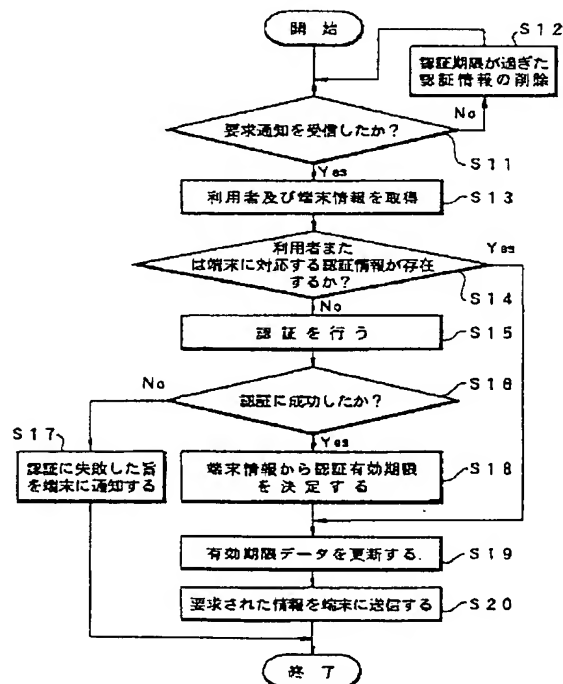 開始
S12
認証期限が過ぎた
認証情報の削除
No
要求通知を受信したか？
S11
Yes
利用者及び端末情報を取得
S13
利用者また
は端末に対応する認証情報が存在
するか？
Yes
S14
No
認証を行う
S15
No
認証に成功したか？
S16
S17
認証に失敗した旨
を端末に通知する
Yes
端末情報から認証有効期限
を決定する
S18
有効期限データを更新する.
S19
要求された情報を端末に送信する
S20
終了